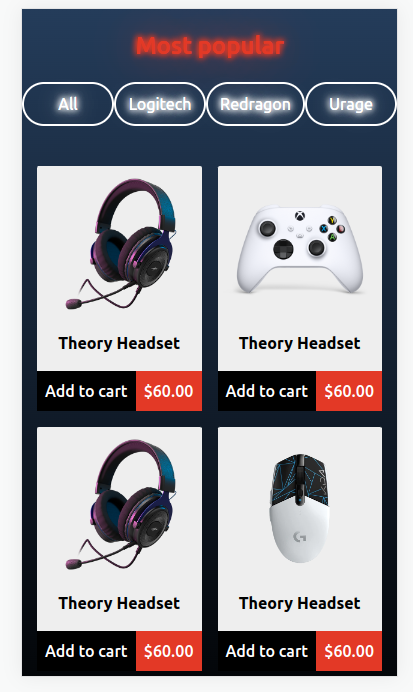 Most popular
All Logitech Redragon Urage
Theory Headset Theory Headset
Add to cart $60.00 Add to cart $60.00
Theory Headset Theory Headset
Add to cart $60.00 Add to cart $60.00